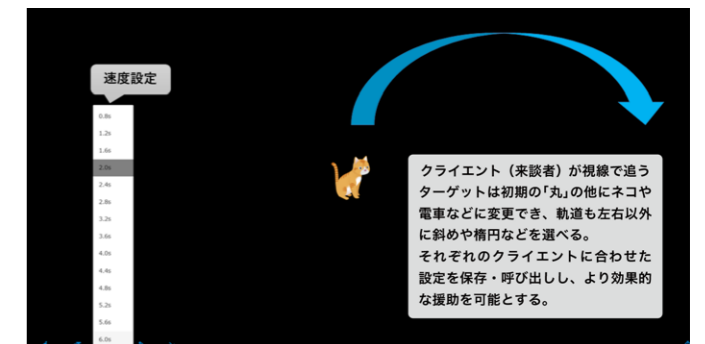 速度設定
0.8s
1.2s
1.6s
2.0s
2.4s
2.8s
3.2s
3.6s
4.0s
4.4s
4.8s
5.2s
5.6s
6.0s
クライエント（来談者）が視線で追う
ターゲットは初期の「丸」の他にネコや
電車などに変更でき、軌道も左右以外
に斜めや楕円などを選べる。
それぞれのクライエントに合わせた
設定を保存・呼び出しし、より効果的
な援助を可能とする。